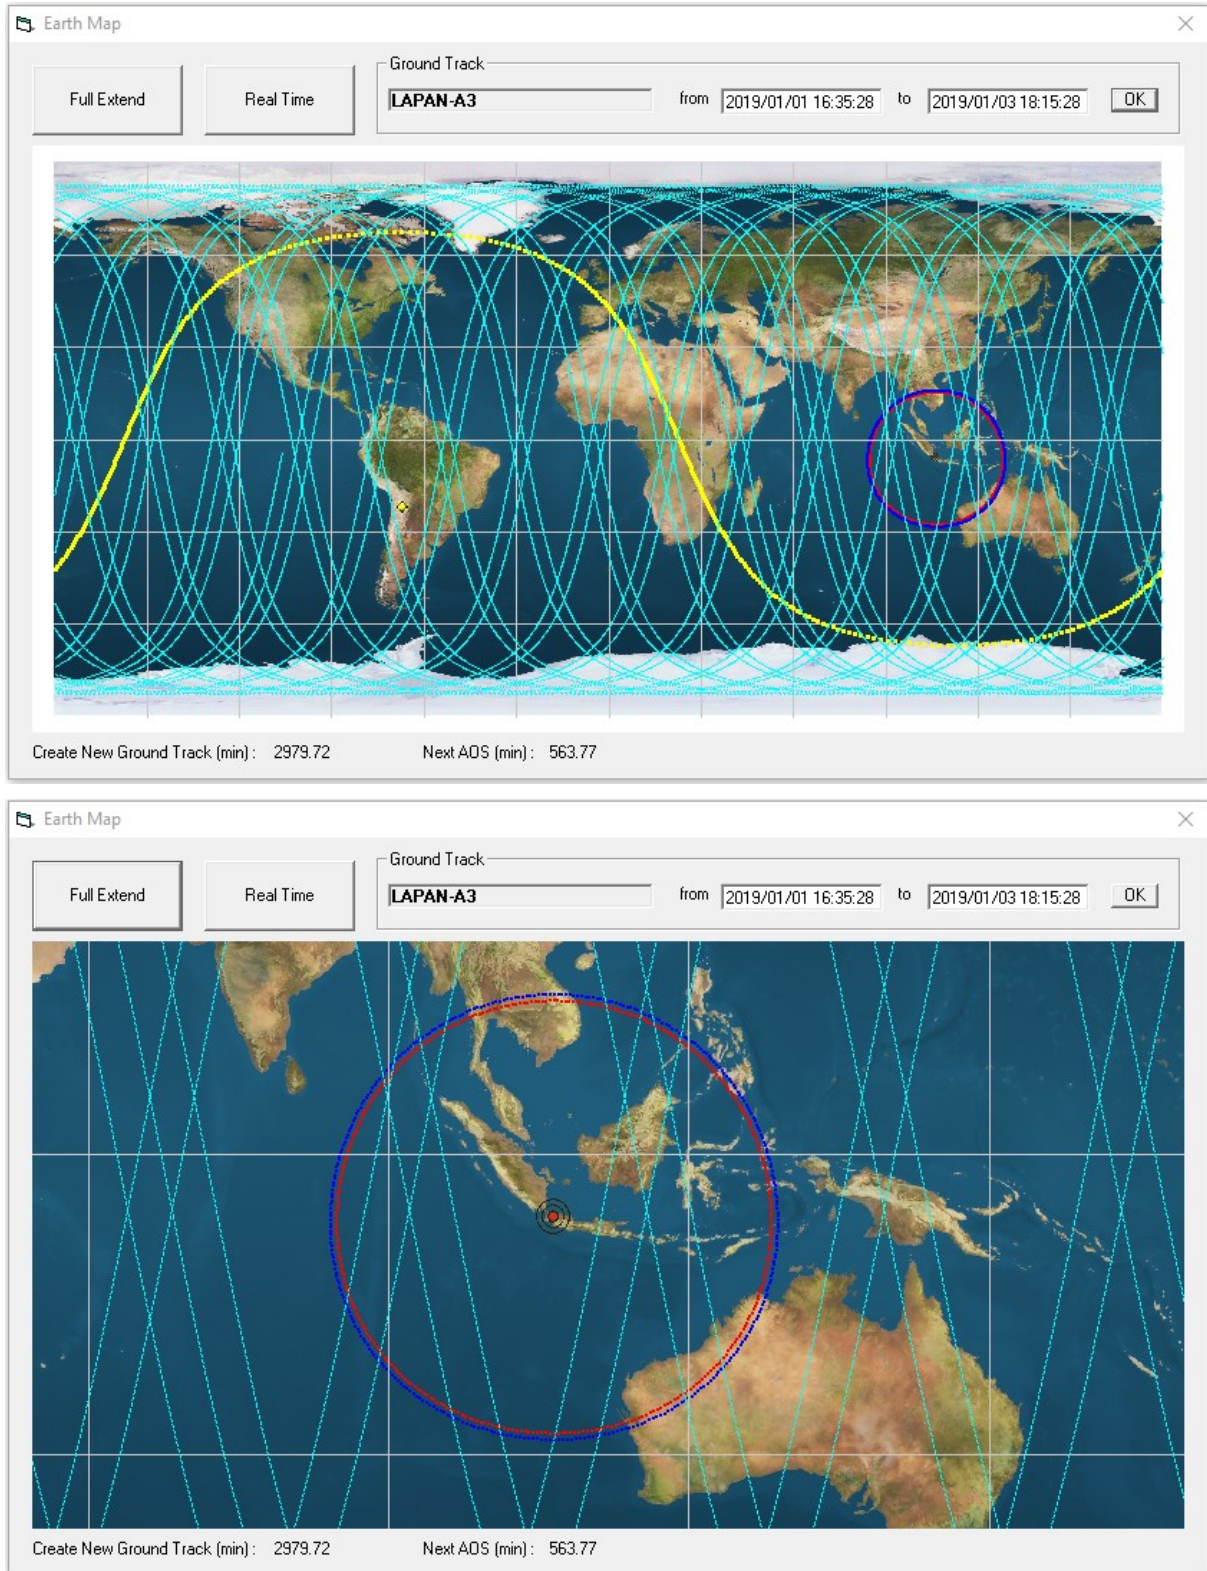 Earth Map
Ground Track
Full Extend Real Time LAPAN-A3 from 2019/01/01 16:35:28 to 2019/01/03 18:15:28 OK
Create New Ground Track (min) : 2979.72 Next AOS (min) : 563.77
Earth Map
Ground Track
Full Extend Real Time LAPAN-A3 from 2019/01/01 16:35:28 to 2019/01/03 18:15:28 OK
Create New Ground Track (min) : 2979.72 Next AOS (min) : 563.77